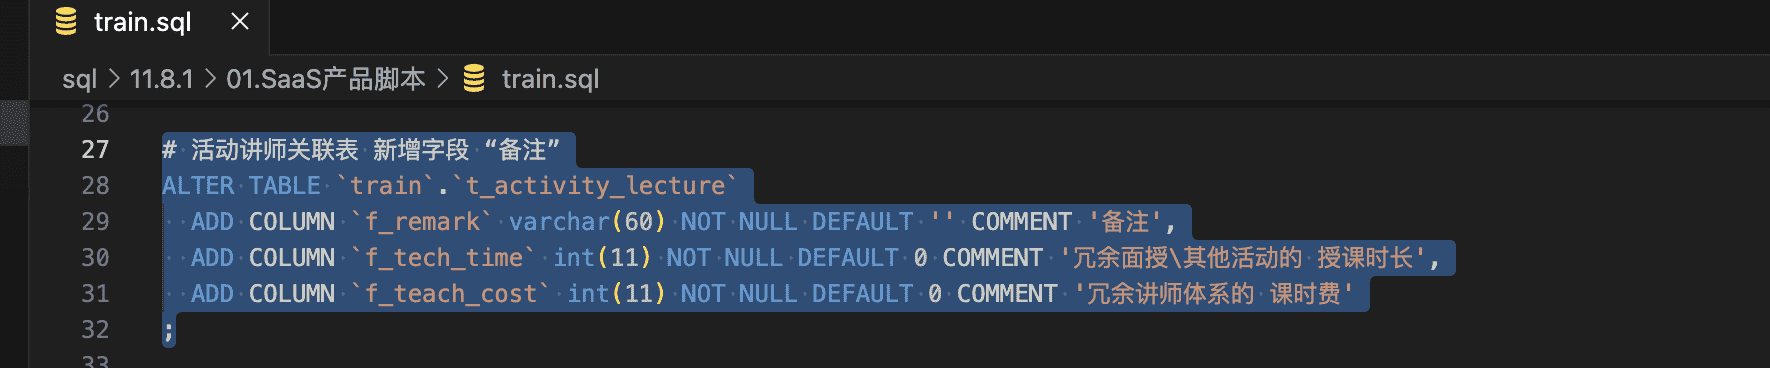 train.sql ×
sql > 11.8.1 > 01.SaaS产品脚本 > train.sql
26
27 # 活动讲师关联表 新增字段 “备注”
28 ALTER TABLE `train`.`t_activity_lecture`
29 ADD COLUMN `f_remark` varchar(60) NOT NULL DEFAULT '' COMMENT '备注',
30 ADD COLUMN `f_tech_time` int(11) NOT NULL DEFAULT 0 COMMENT '冗余面授\其他活动的 授课时长',
31 ADD COLUMN `f_teach_cost` int(11) NOT NULL DEFAULT 0 COMMENT '冗余讲师体系的 课时费'
32 ;
33